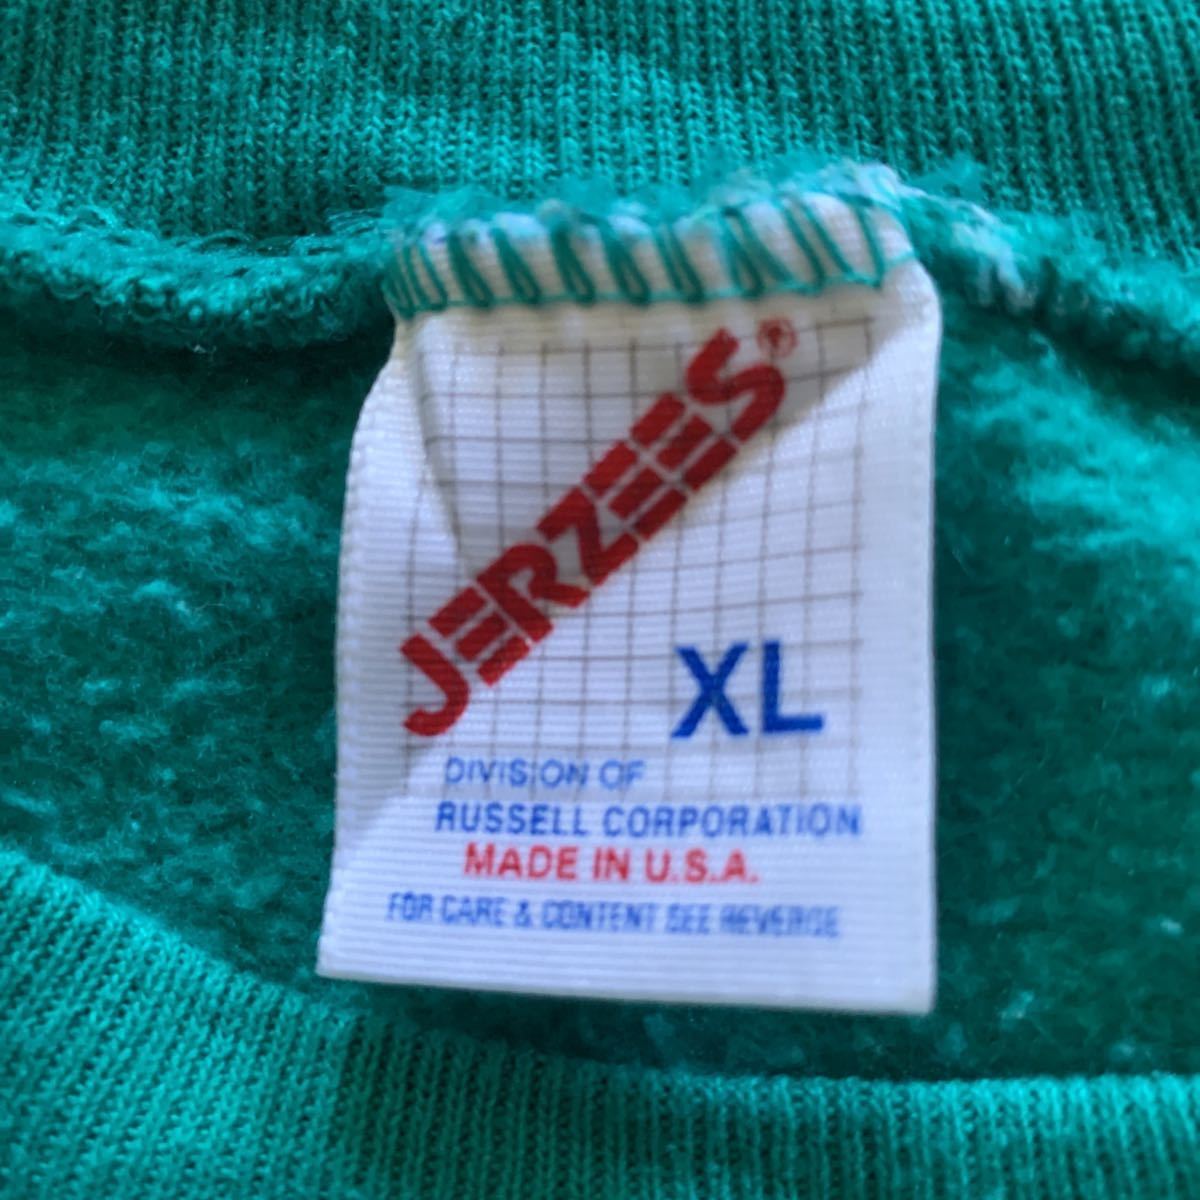 JERZEES®
XL
DIVISION OF
RUSSELL CORPORATION
MADE IN U.S.A.
FOR CARE & CONTENT SEE REVERSE